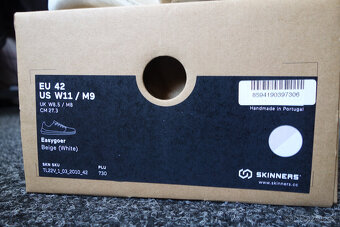 EU 42
US W11 / M9
UK W8.5 / M8
CM 27.3
Easygoer
Beige (White)
SKN SKU
TL22V_1_03_2010_42
PLU
730
8594190397306
Handmade in Portugal
SKINNERS
www.skinners.cc